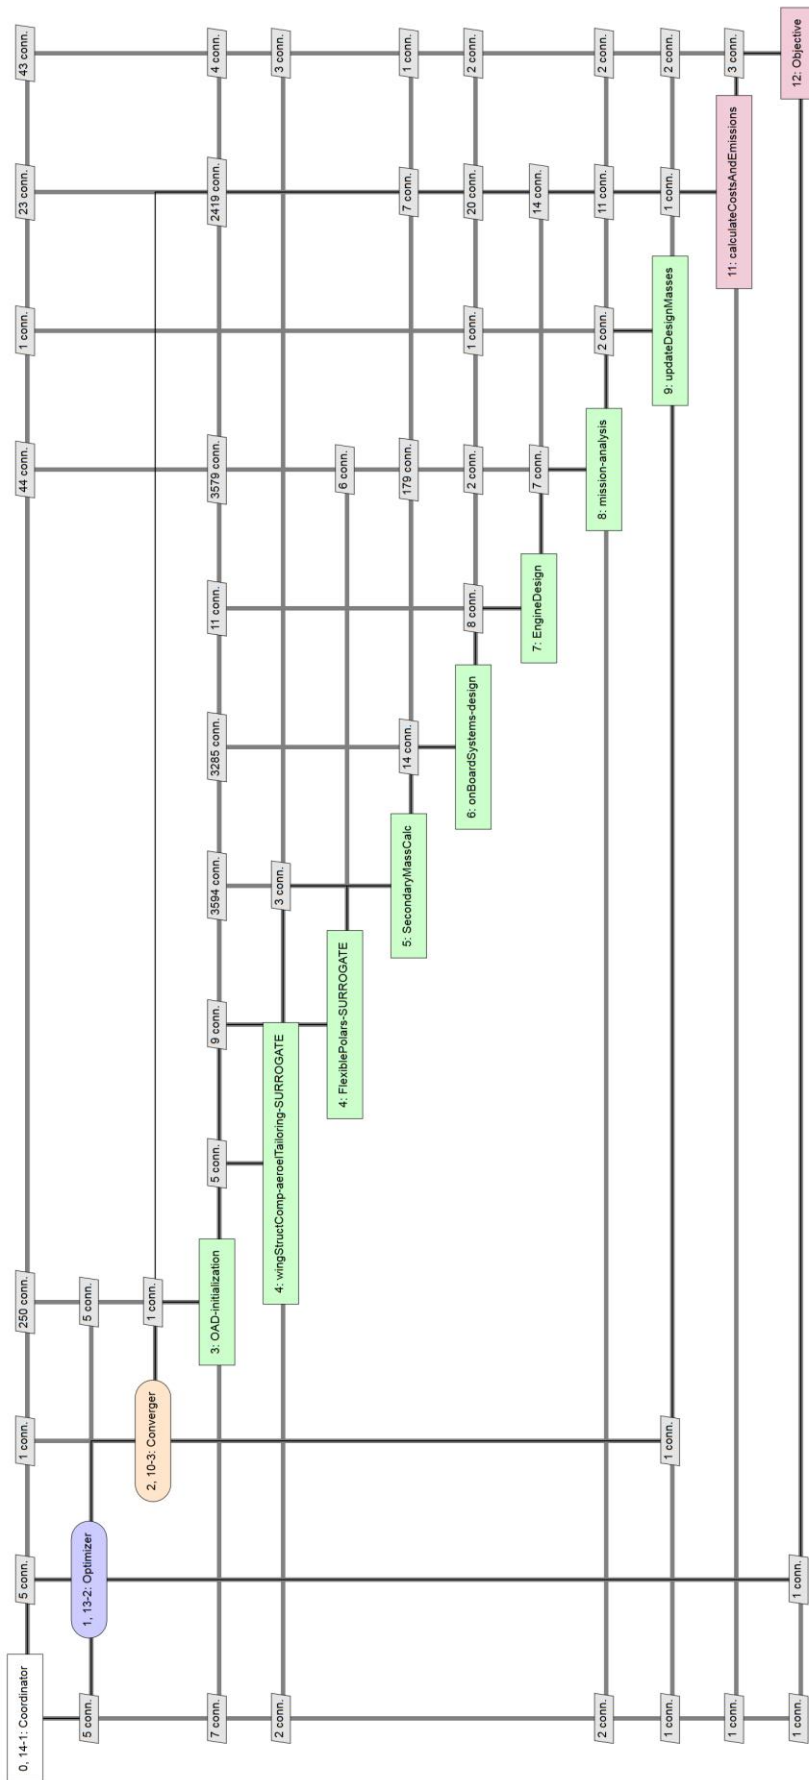 0, 14-1: Coordinator
5 conn.
1 conn.
250 conn.
44 conn.
1 conn.
23 conn.
43 conn.
5 conn.
1, 13-2: Optimizer
5 conn.
2, 10-3: Converger
1 conn.
7 conn.
3: OAD-initialization
5 conn.
9 conn.
3594 conn.
3285 conn.
11 conn.
3579 conn.
2419 conn.
4 conn.
2 conn.
4: wingStructComp-aeroelTailoring-SURROGATE
3 conn.
3 conn.
4: FlexiblePolars-SURROGATE
6 conn.
5: SecondaryMassCalc
14 conn.
179 conn.
7 conn.
1 conn.
6: onBoardSystems-design
8 conn.
2 conn.
1 conn.
20 conn.
2 conn.
7: EngineDesign
7 conn.
14 conn.
2 conn.
8: mission-analysis
2 conn.
11 conn.
2 conn.
1 conn.
1 conn.
9: updateDesignMasses
1 conn.
2 conn.
1 conn.
11: calculateCostsAndEmissions
3 conn.
1 conn.
1 conn.
12: Objective